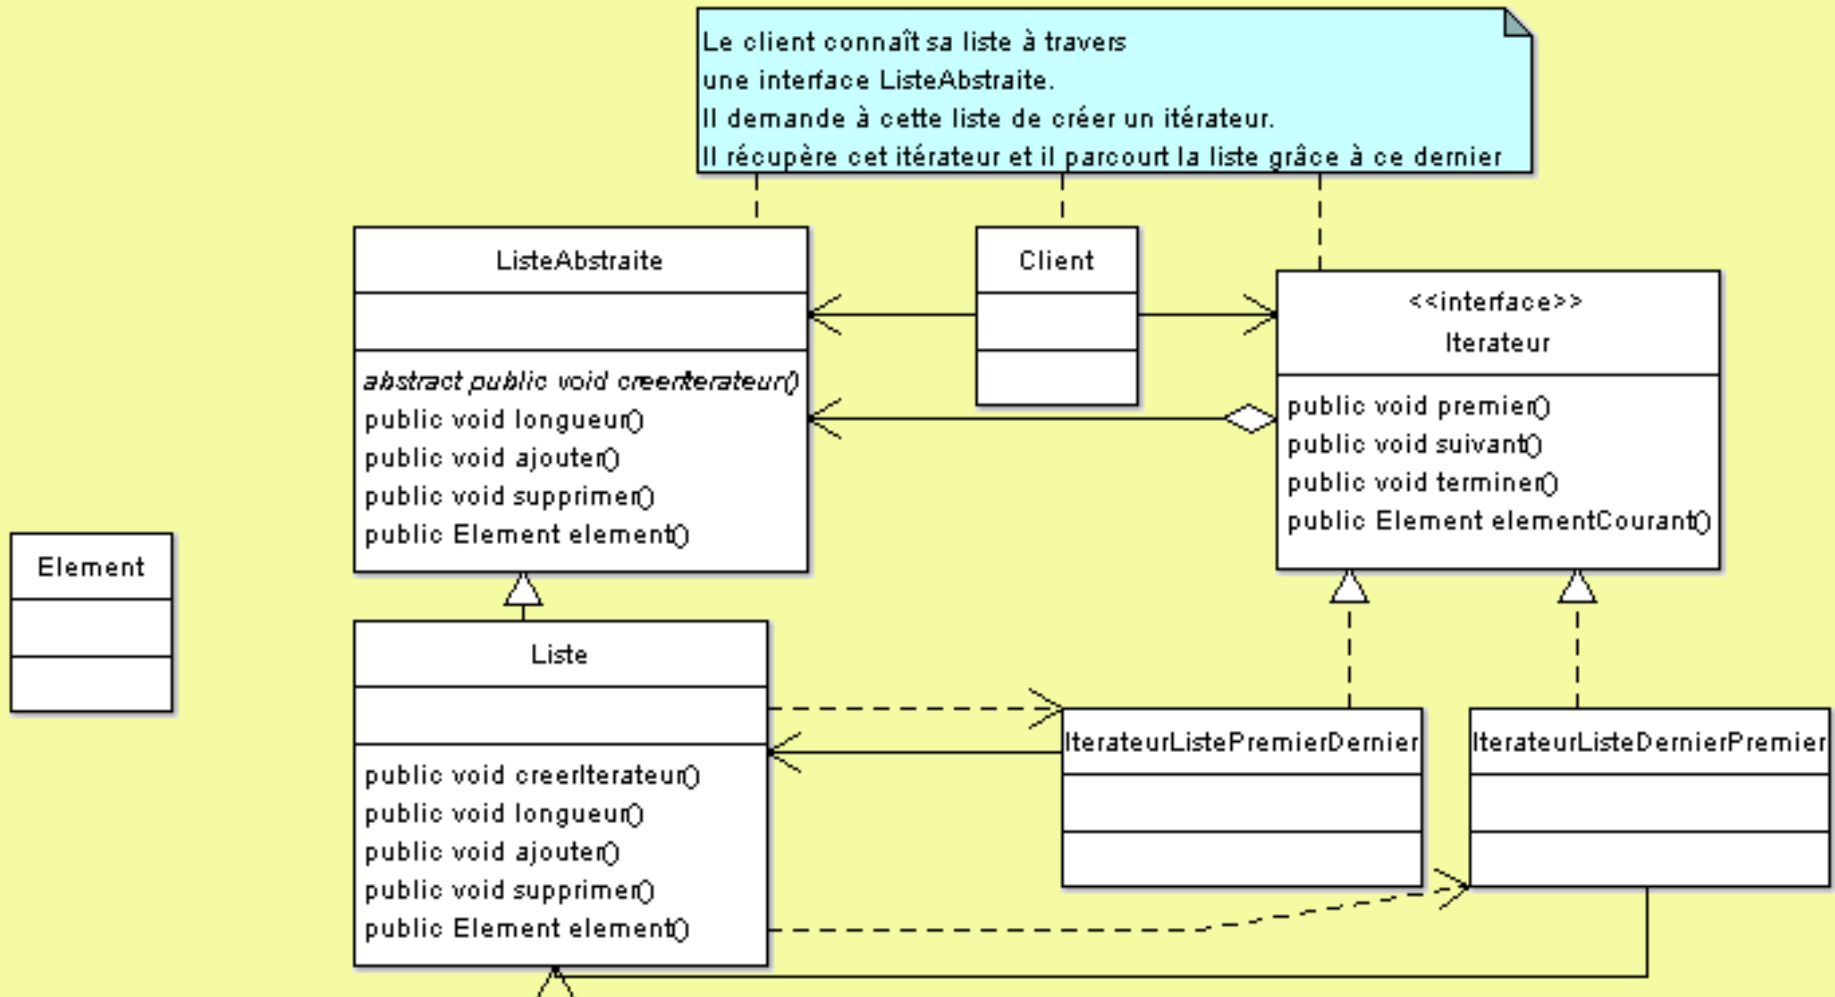 Le client connaît sa liste à travers
une interface ListeAbstraite.
Il demande à cette liste de créer un itérateur.
Il récupère cet itérateur et il parcourt la liste grâce à ce dernier
ListeAbstraite
abstract public void creerIterateur()
public void longueur()
public void ajouter()
public void supprimer()
public Element element()
Client
<<interface>>
Iterateur
public void premier()
public void suivant()
public void terminer()
public Element elementCourant()
Element
Liste
public void creerIterateur()
public void longueur()
public void ajouter()
public void supprimer()
public Element element()
IterateurListePremierDernier
IterateurListeDernierPremier